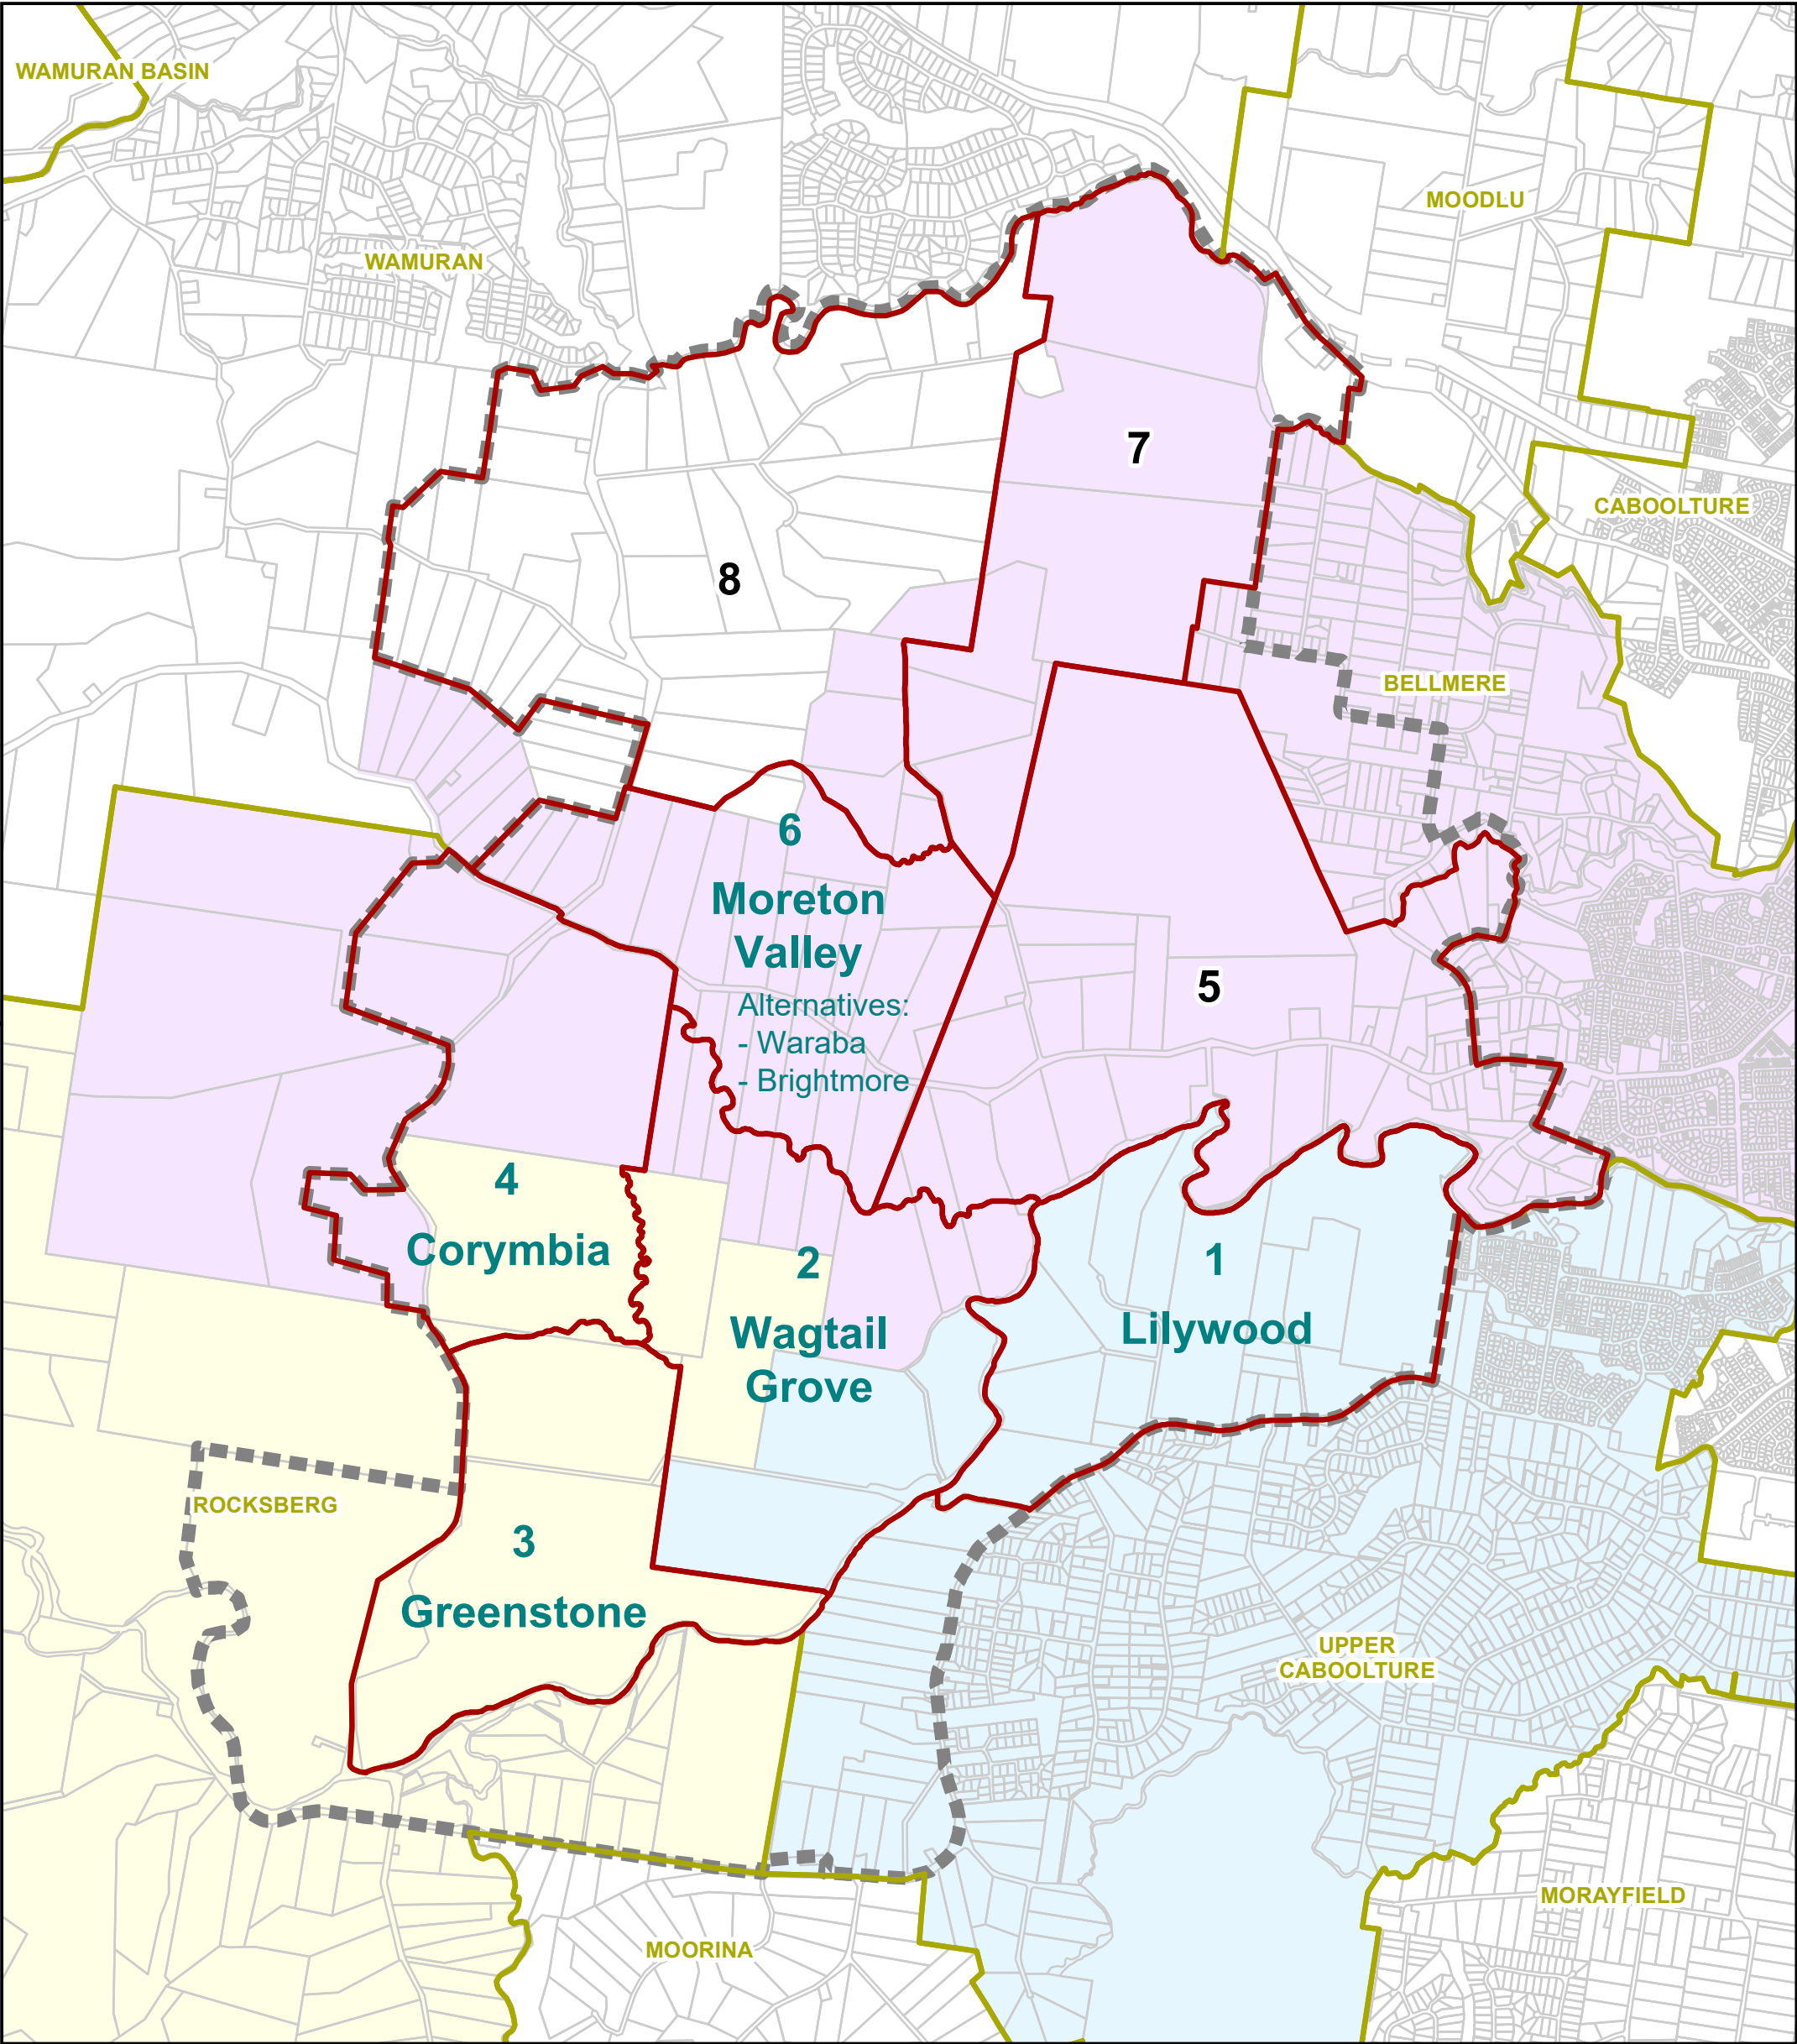 WAMURAN BASIN
MOODLU
WAMURAN
7
CABOOLTURE
8
BELLMERE
6
Moreton
Valley
Alternatives:
- Waraba
- Brightmore
5
4
Corymbia
2
Wagtail
Grove
1
Lilywood
ROCKSBERG
3
Greenstone
UPPER
CABOOLTURE
MORAYFIELD
MOORINA